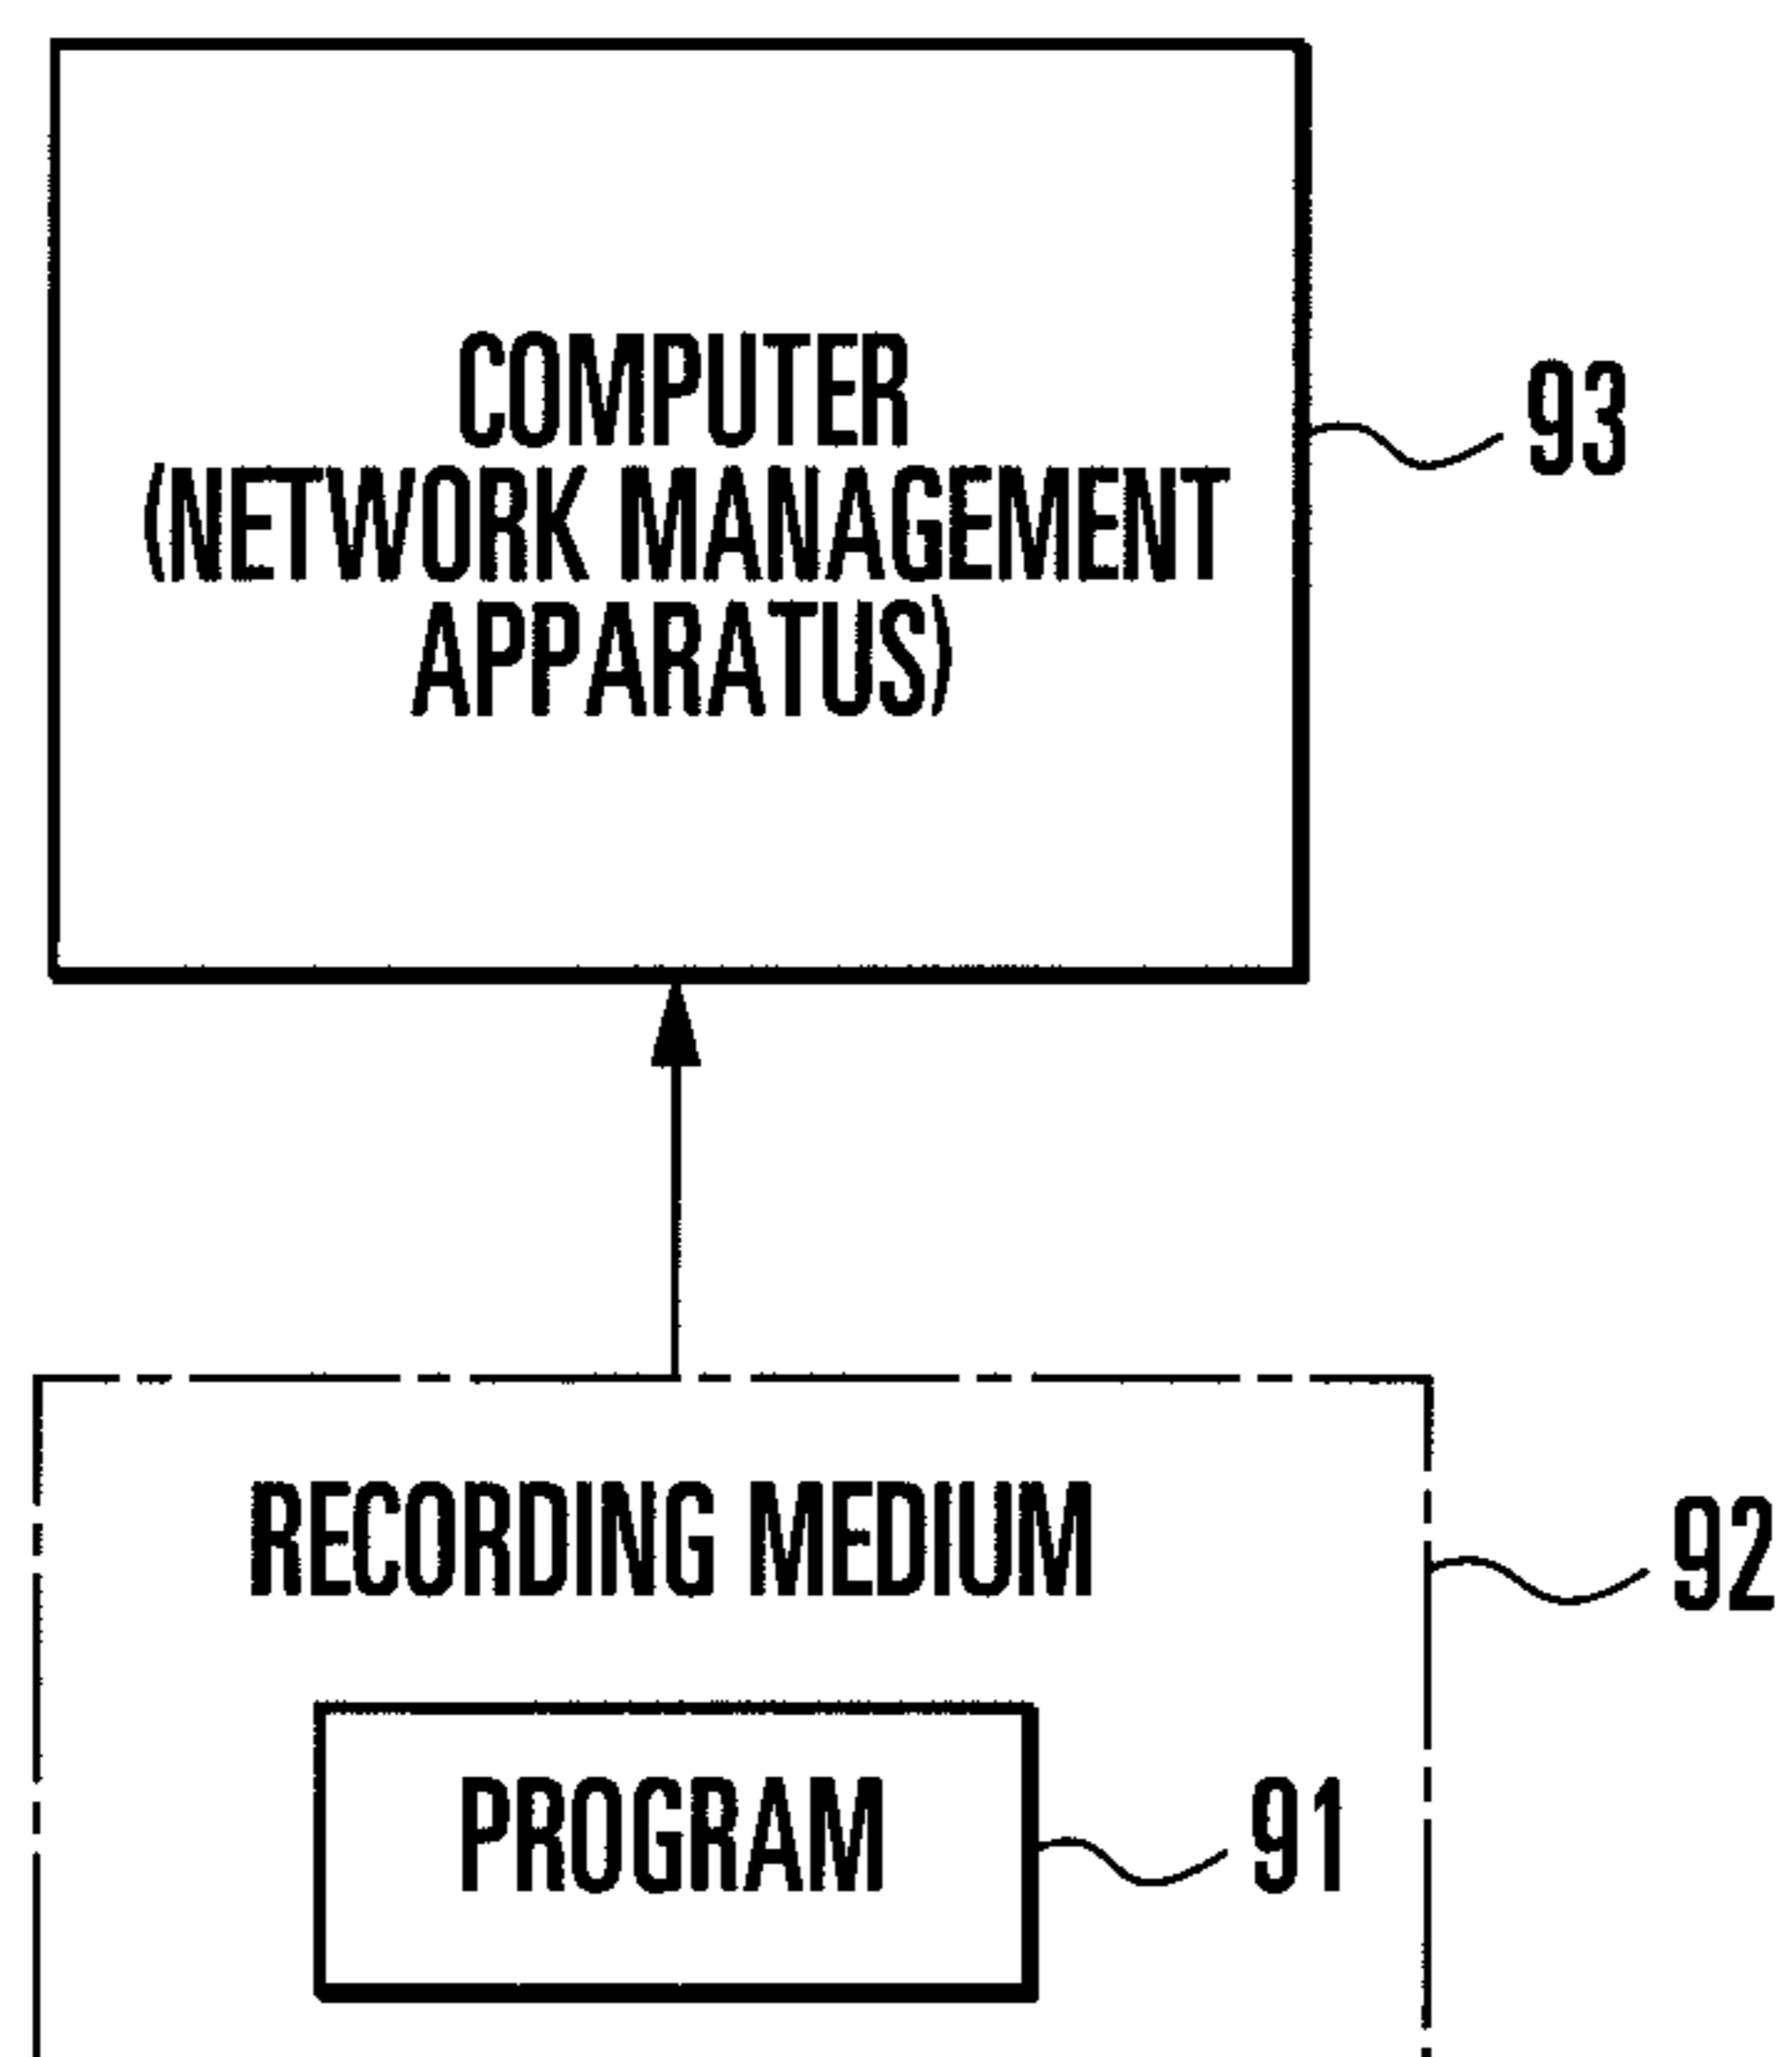 COMPUTER
(NETWORK MANAGEMENT
APPARATUS)
93
RECORDING MEDIUM
92
PROGRAM
91